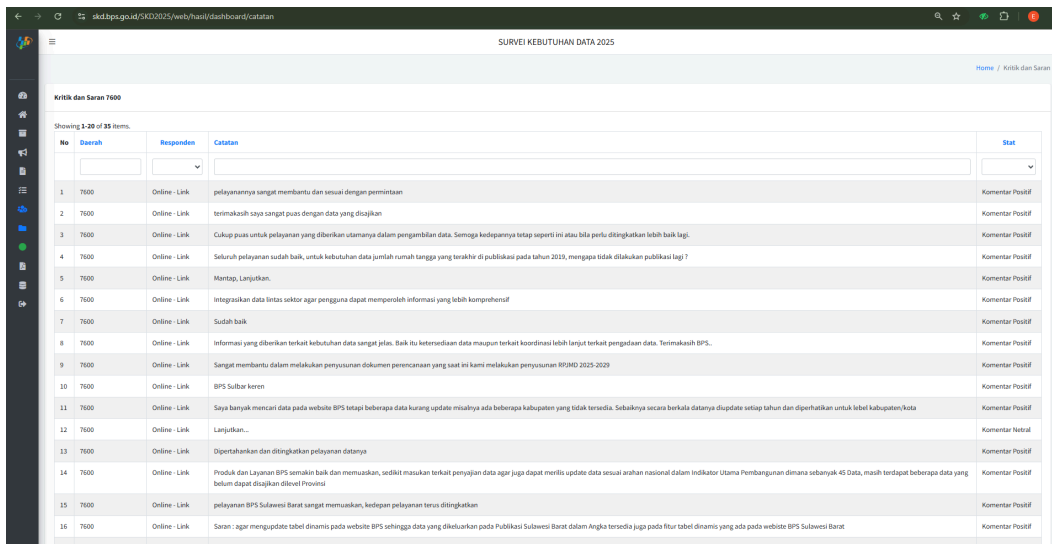 skd.bps.go.id/SKD2025/web/hasil/dashboard/catatan
E
SURVEI KEBUTUHAN DATA 2025
Home / Kritik dan Saran
Kritik dan Saran 7600
Showing 1-20 of 35 items.
No Daerah Responden Catatan Stat
1 7600 Online - Link pelayanannya sangat membantu dan sesuai dengan permintaan Komentar Positif
2 7600 Online - Link terimakasih saya sangat puas dengan data yang disajikan Komentar Positif
3 7600 Online - Link Cukup puas untuk pelayanan yang diberikan utamanya dalam pengambilan data. Semoga kedepannya tetap seperti ini atau bila perlu ditingkatkan lebih baik lagi. Komentar Positif
4 7600 Online - Link Seluruh pelayanan sudah baik, untuk kebutuhan data jumlah rumah tangga yang terakhir di publiskasi pada tahun 2019, mengapa tidak dilakukan publikasi lagi ? Komentar Positif
5 7600 Online - Link Mantap, Lanjutkan. Komentar Positif
6 7600 Online - Link Integrasikan data lintas sektor agar pengguna dapat memperoleh informasi yang lebih komprehensif Komentar Positif
7 7600 Online - Link Sudah baik Komentar Positif
8 7600 Online - Link Informasi yang diberikan terkait kebutuhan data sangat jelas. Baik itu ketersediaan data maupun terkait koordinasi lebih lanjut terkait pengadaan data. Terimakasih BPS.. Komentar Positif
9 7600 Online - Link Sangat membantu dalam melakukan penyusunan dokumen perencanaan yang saat ini kami melakukan penyusunan RPJMD 2025-2029 Komentar Positif
10 7600 Online - Link BPS Sulbar keren Komentar Positif
11 7600 Online - Link Saya banyak mencari data pada website BPS tetapi beberapa data kurang update misalnya ada beberapa kabupaten yang tidak tersedia. Sebaiknya secara berkala datanya diupdate setiap tahun dan diperhatikan untuk lebel kabupaten/kota Komentar Positif
12 7600 Online - Link Lanjutkan... Komentar Netral
13 7600 Online - Link Dipertahankan dan ditingkatkan pelayanan datanya Komentar Positif
14 7600 Online - Link Produk dan Layanan BPS semakin baik dan memuaskan, sedikit masukan terkait penyajian data agar juga dapat merilis update data sesuai arahan nasional dalam Indikator Utama Pembangunan dimana sebanyak 45 Data, masih terdapat beberapa data yang Komentar Positif
belum dapat disajikan dilevel Provinsi
15 7600 Online - Link pelayanan BPS Sulawesi Barat sangat memuaskan, kedepan pelayanan terus ditingkatkan Komentar Positif
16 7600 Online - Link Saran : agar mengupdate tabel dinamis pada website BPS sehingga data yang dikeluarkan pada Publikasi Sulawesi Barat dalam Angka tersedia juga pada fitur tabel dinamis yang ada pada webiste BPS Sulawesi Barat Komentar Positif